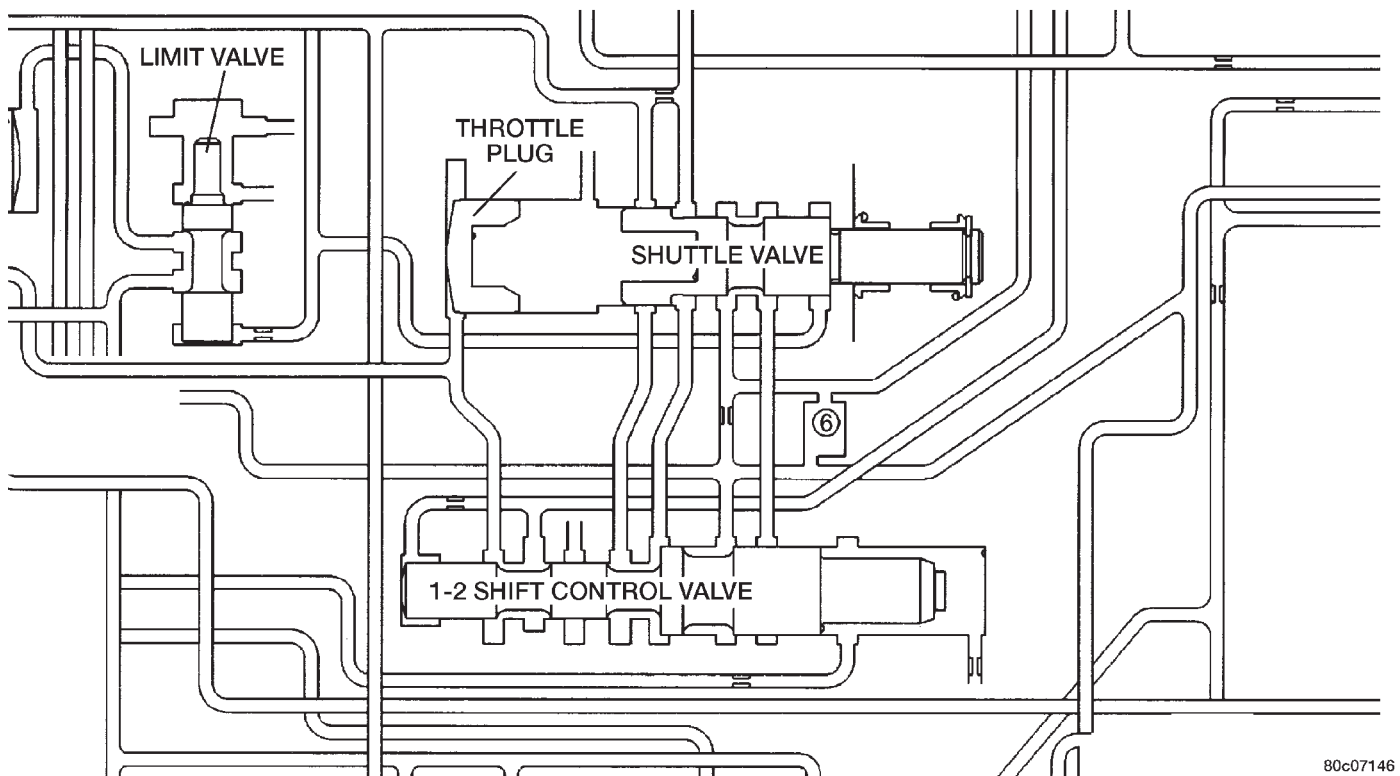 LIMIT VALVE
THROTTLE
PLUG
SHUTTLE VALVE
6
1-2 SHIFT CONTROL VALVE
80c07146